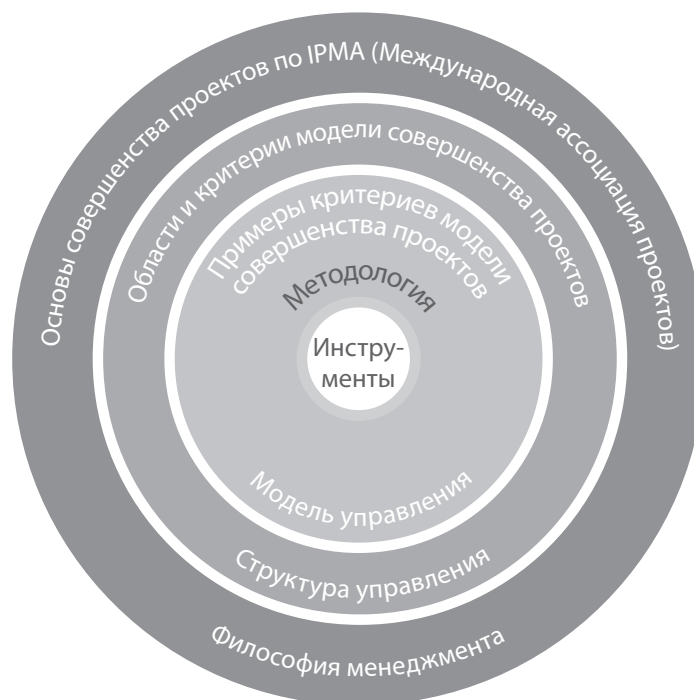 Основы совершенства проектов по IPMA (Международная ассоциация проектов)
Области и критерии модели совершенства проектов
Примеры критериев модели
совершенства проектов
Методология
Инстру-
менты
Модель управления
Структура управления
Философия менеджмента